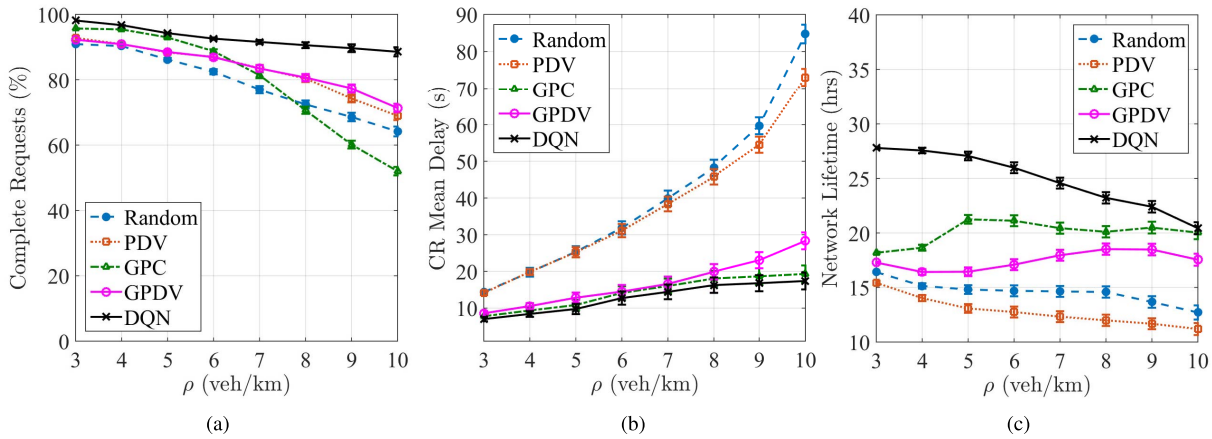 Complete Requests (%)
100
80
60
40
20
0
Random
PDV
GPC
GPDV
DQN
3 4 5 6 7 8 9 10
ρ (veh/km)
(a)
CR Mean Delay (s)
90
80
70
60
50
40
30
20
10
Random
PDV
GPC
GPDV
DQN
3 4 5 6 7 8 9 10
ρ (veh/km)
(b)
Network Lifetime (hrs)
40
35
30
25
20
15
10
Random
PDV
GPC
GPDV
DQN
3 4 5 6 7 8 9 10
ρ (veh/km)
(c)